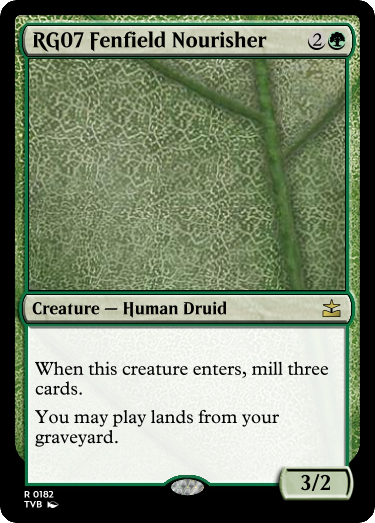 RG07 Fenfield Nourisher 2
Creature — Human Druid
When this creature enters, mill three
cards.
You may play lands from your
graveyard.
3/2
R 0182
TVB